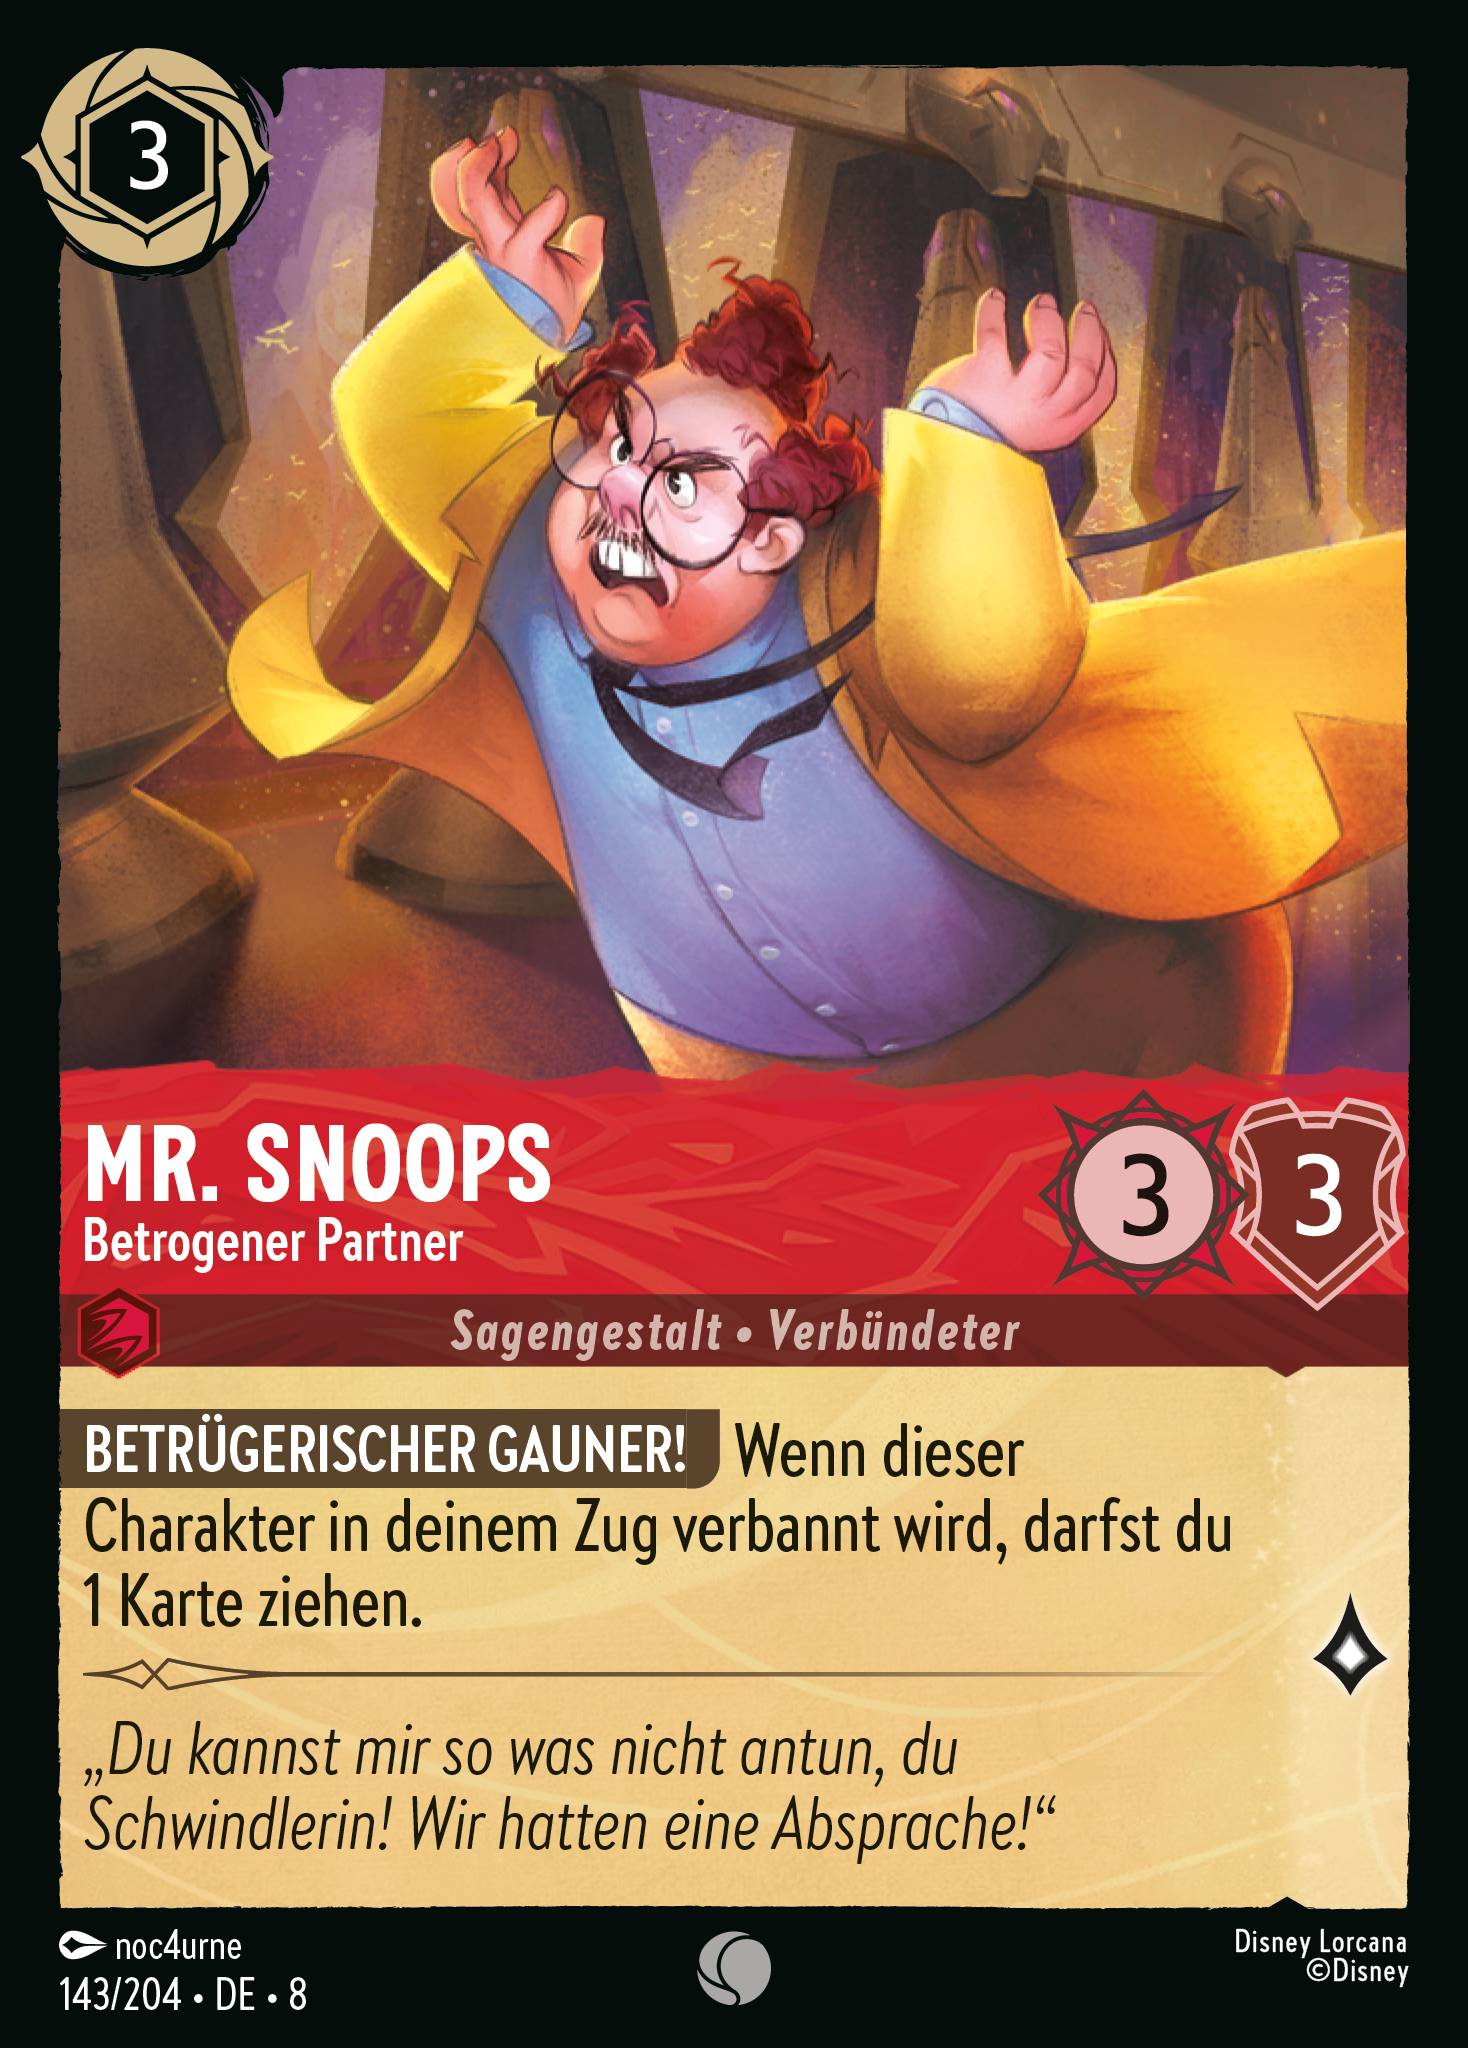 3
MR. SNOOPS
Betrogener Partner
3
3
Sagengestalt • Verbündeter
BETRÜGERISCHER GAUNER! Wenn dieser
Charakter in deinem Zug verbannt wird, darfst du
1 Karte ziehen.
„Du kannst mir so was nicht antun, du
Schwindlerin! Wir hatten eine Absprache!“
noc4urne
143/204 • DE • 8
Disney Lorcana
©Disney